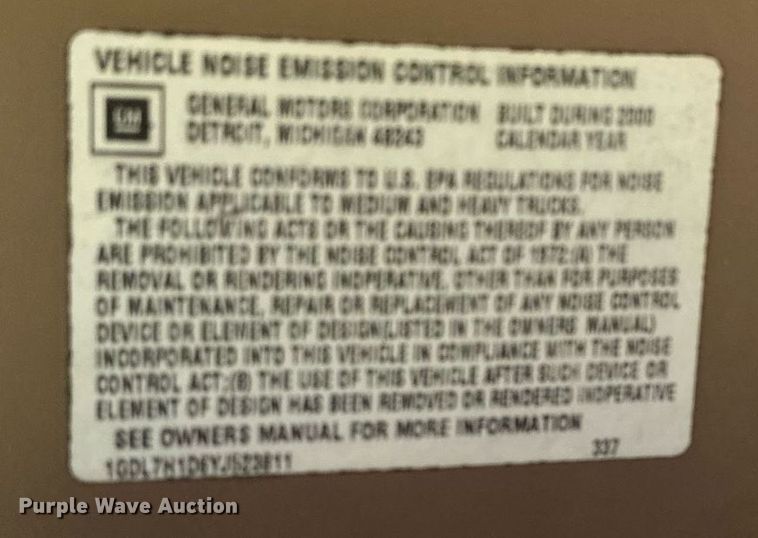 VEHICLE NOISE EMISSION CONTROL INFORMATION
GM GENERAL MOTORS CORPORATION BUILT DURING 2000
DETROIT, MICHIGAN 48243 CALENDAR YEAR
THIS VEHICLE CONFORMS TO U.S. EPA REGULATIONS FOR NOISE
EMISSION APPLICABLE TO MEDIUM AND HEAVY TRUCKS.
THE FOLLOWING ACTS OR THE CAUSING THEREOF BY ANY PERSON
ARE PROHIBITED BY THE NOISE CONTROL ACT OF 1972:(A) THE
REMOVAL OR RENDERING INOPERATIVE, OTHER THAN FOR PURPOSES
OF MAINTENANCE, REPAIR OR REPLACEMENT OF ANY NOISE CONTROL
DEVICE OR ELEMENT OF DESIGN(LISTED IN THE OWNERS MANUAL)
INCORPORATED INTO THIS VEHICLE IN COMPLIANCE WITH THE NOISE
CONTROL ACT;(B) THE USE OF THIS VEHICLE AFTER SUCH DEVICE OR
ELEMENT OF DESIGN HAS BEEN REMOVED OR RENDERED INOPERATIVE
SEE OWNERS MANUAL FOR MORE INFORMATION
337
Purple Wave Auction